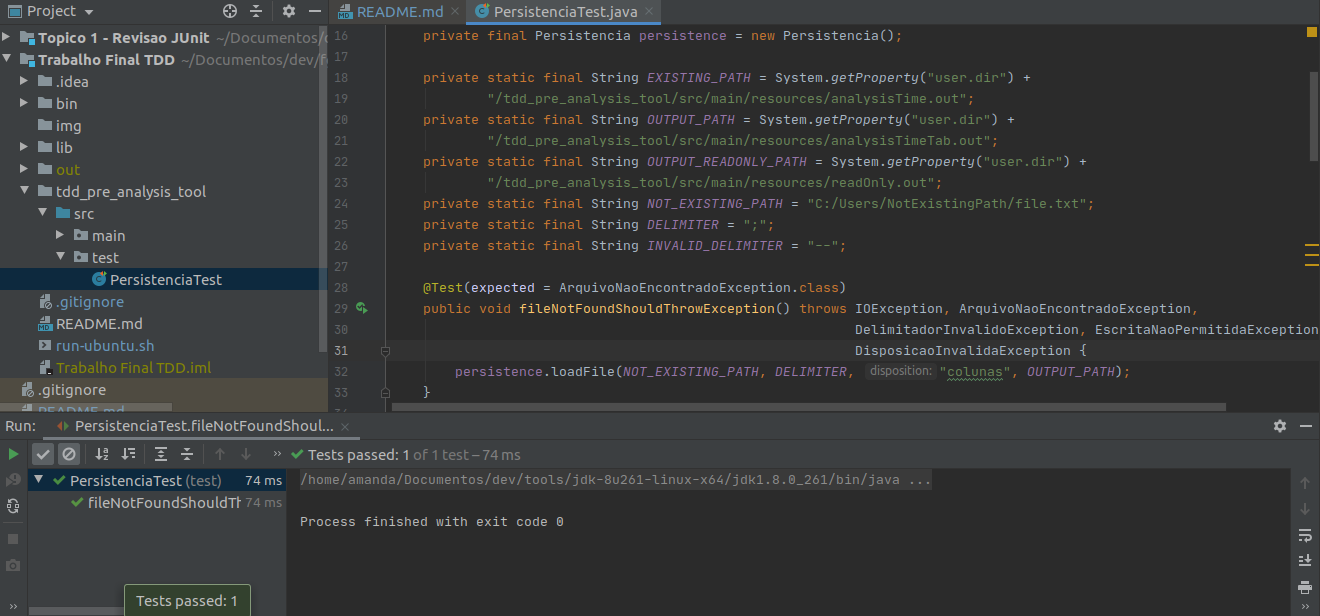 Project
README.md
PersistenciaTest.java
Topico 1 - Revisao JUnit ~/Documentos/
Trabalho Final TDD ~/Documentos/dev/
.idea
bin
img
lib
out
tdd_pre_analysis_tool
src
main
test
PersistenciaTest
.gitignore
README.md
run-ubuntu.sh
Trabalho Final TDD.iml
.gitignore
README.md
16 private final Persistencia persistence = new Persistencia();
17
18 private static final String EXISTING_PATH = System.getProperty("user.dir") +
19 "/tdd_pre_analysis_tool/src/main/resources/analysisTime.out";
20 private static final String OUTPUT_PATH = System.getProperty("user.dir") +
21 "/tdd_pre_analysis_tool/src/main/resources/analysisTimeTab.out";
22 private static final String OUTPUT_READONLY_PATH = System.getProperty("user.dir") +
23 "/tdd_pre_analysis_tool/src/main/resources/readOnly.out";
24 private static final String NOT_EXISTING_PATH = "C:/Users/NotExistingPath/file.txt";
25 private static final String DELIMITER = ";";
26 private static final String INVALID_DELIMITER = "--";
27
28 @Test(expected = ArquivoNaoEncontradoException.class)
29 public void fileNotFoundShouldThrowException() throws IOException, ArquivoNaoEncontradoException,
30 DelimitadorInvalidoException, EscritaNaoPermitidaException
31 DisposicaoInvalidaException {
32 persistence.loadFile(NOT_EXISTING_PATH, DELIMITER, disposition: "colunas", OUTPUT_PATH);
33 }
Run: PersistenciaTest.fileNotFoundShoul...
Tests passed: 1 of 1 test – 74 ms
PersistenciaTest (test) 74 ms
fileNotFoundShouldTh 74 ms
/home/amanda/Documentos/dev/tools/jdk-8u261-linux-x64/jdk1.8.0_261/bin/java ...
Process finished with exit code 0
Tests passed: 1